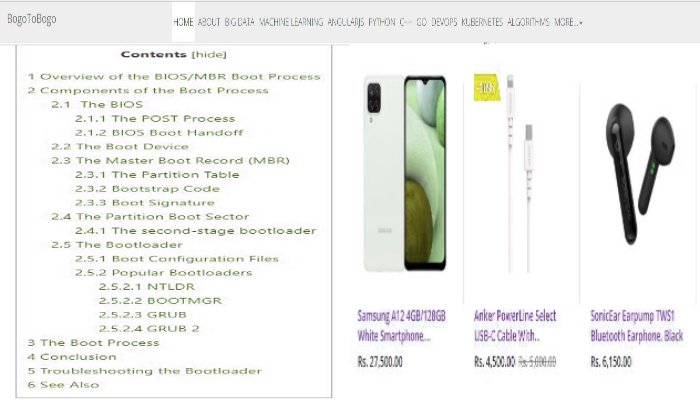 BogoToBogo
HOME ABOUT BIG DATA MACHINE LEARNING ANGULARJS PYTHON C++ GO DEVOPS KUBERNETES ALGORITHMS MORE...
Contents [hide]
1 Overview of the BIOS/MBR Boot Process
2 Components of the Boot Process
2.1 The BIOS
2.1.1 The POST Process
2.1.2 BIOS Boot Handoff
2.2 The Boot Device
2.3 The Master Boot Record (MBR)
2.3.1 The Partition Table
2.3.2 Bootstrap Code
2.3.3 Boot Signature
2.4 The Partition Boot Sector
2.4.1 The second-stage bootloader
2.5 The Bootloader
2.5.1 Boot Configuration Files
2.5.2 Popular Bootloaders
2.5.2.1 NTLDR
2.5.2.2 BOOTMGR
2.5.2.3 GRUB
2.5.2.4 GRUB 2
3 The Boot Process
4 Conclusion
5 Troubleshooting the Bootloader
6 See Also
Samsung A12 4GB/128GB
White Smartphone,...
Rs. 27,500.00
Anker PowerLine Select
USB-C Cable With...
Rs. 4,500.00 Rs. 5,000.00
SonicEar Earpump TWS1
Bluetooth Earphone, Black
Rs. 6,150.00